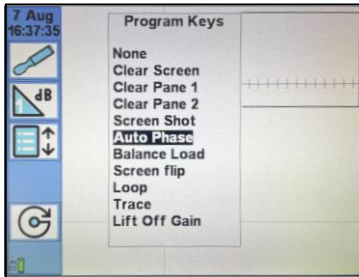 7 Aug
16:37:35
dB
Program Keys
None
Clear Screen
Clear Pane 1
Clear Pane 2
Screen Shot
Auto Phase
Balance Load
Screen flip
Loop
Trace
Lift Off Gain